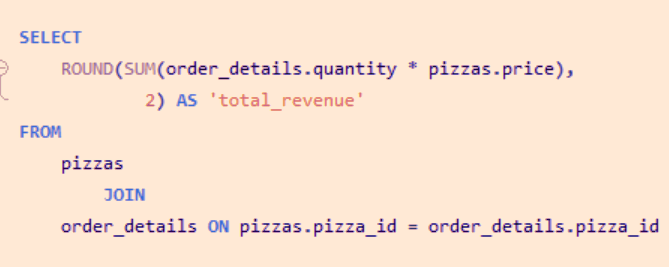 SELECT
ROUND(SUM(order_details.quantity * pizzas.price),
2) AS 'total_revenue'
FROM
pizzas
JOIN
order_details ON pizzas.pizza_id = order_details.pizza_id